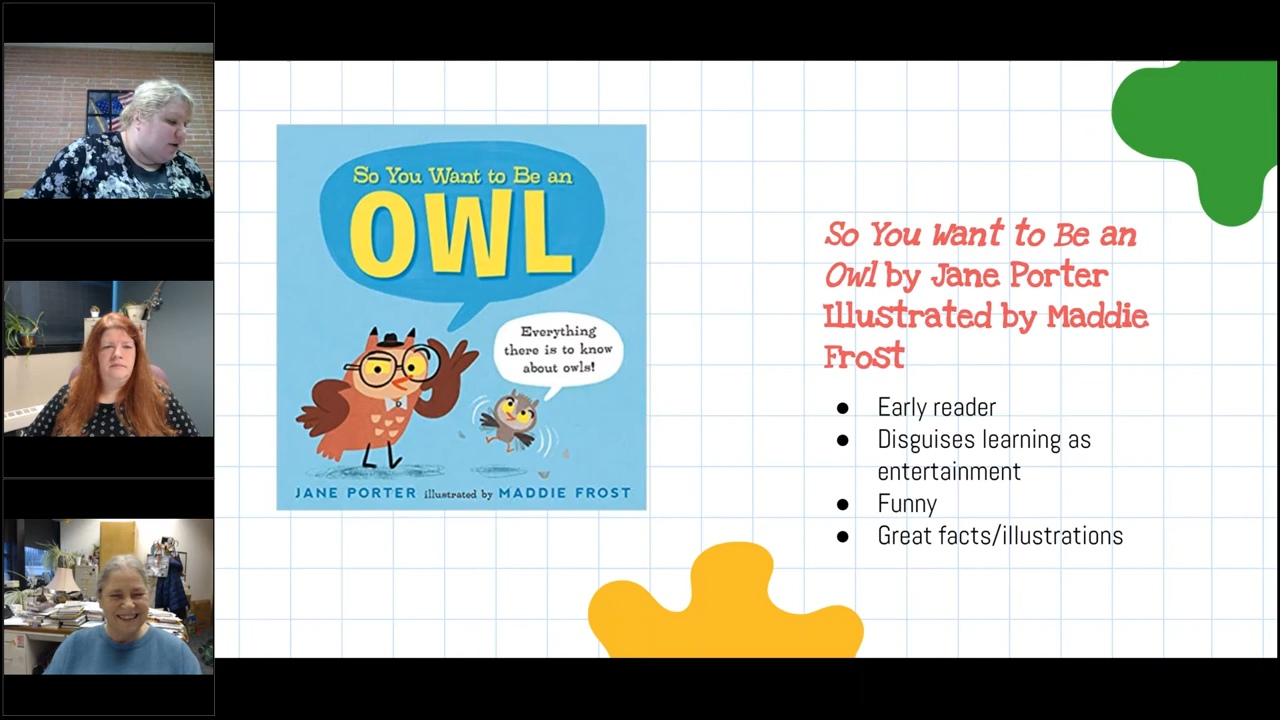 So You Want to Be an
OWL
Everything
there is to know
about owls!
JANE PORTER illustrated by MADDIE FROST
So You Want to Be an
Owl by Jane Porter
Illustrated by Maddie
Frost
● Early reader
● Disguises learning as
entertainment
● Funny
● Great facts/illustrations